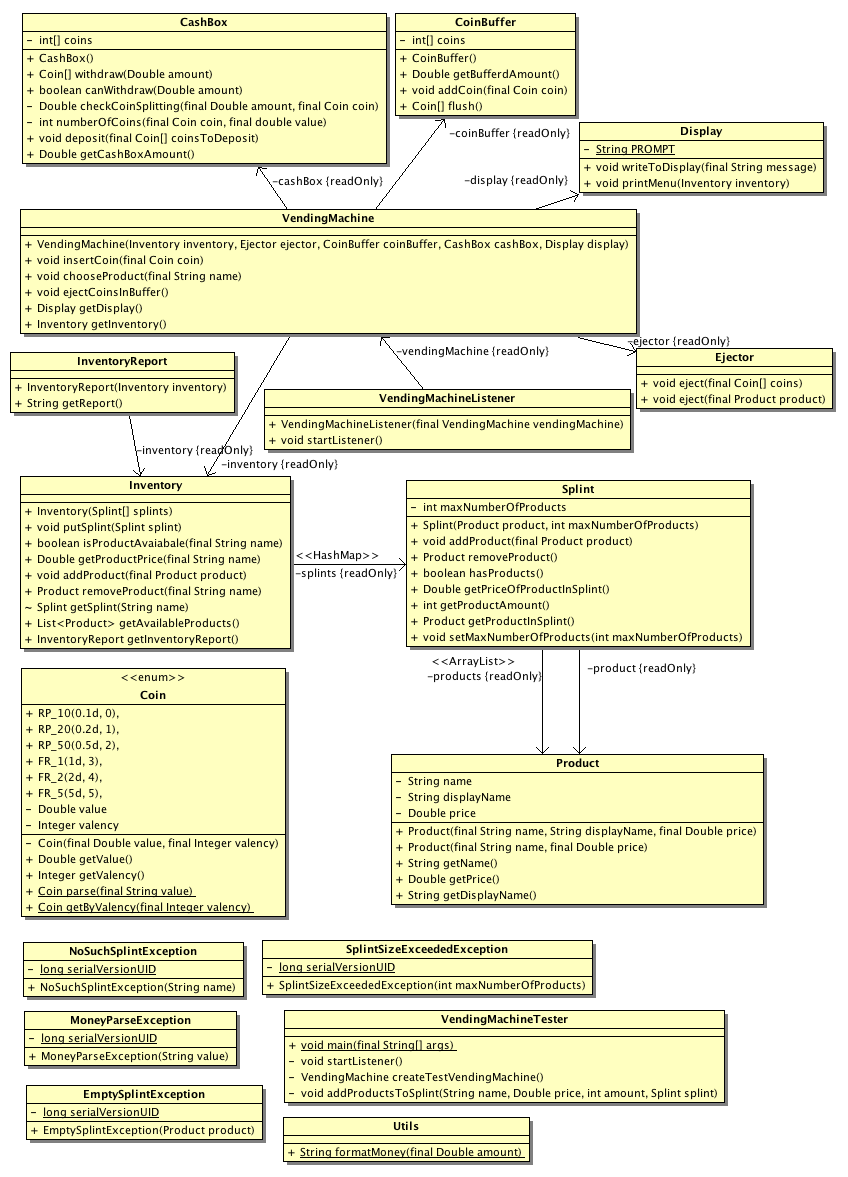 CashBox
- int[] coins
+ CashBox()
+ Coin[] withdraw(Double amount)
+ boolean canWithdraw(Double amount)
- Double checkCoinSplitting(final Double amount, final Coin coin)
- int numberOfCoins(final Coin coin, final double value)
+ void deposit(final Coin[] coinsToDeposit)
+ Double getCashBoxAmount()
CoinBuffer
- int[] coins
+ CoinBuffer()
+ Double getBufferdAmount()
+ void addCoin(final Coin coin)
+ Coin[] flush()
Display
- String PROMPT
+ void writeToDisplay(final String message)
+ void printMenu(Inventory inventory)
-coinBuffer {readOnly}
-cashBox {readOnly}
-display {readOnly}
VendingMachine
+ VendingMachine(Inventory inventory, Ejector ejector, CoinBuffer coinBuffer, CashBox cashBox, Display display)
+ void insertCoin(final Coin coin)
+ void chooseProduct(final String name)
+ void ejectCoinsInBuffer()
+ Display getDisplay()
+ Inventory getInventory()
-ejector {readOnly}
-vendingMachine {readOnly}
InventoryReport
+ InventoryReport(Inventory inventory)
+ String getReport()
Ejector
+ void eject(final Coin[] coins)
+ void eject(final Product product)
VendingMachineListener
+ VendingMachineListener(final VendingMachine vendingMachine)
+ void startListener()
-inventory {readOnly}
-inventory {readOnly}
Inventory
+ Inventory(Splint[] splints)
+ void putSplint(Splint splint)
+ boolean isProductAvaiabale(final String name)
+ Double getProductPrice(final String name)
+ void addProduct(final Product product)
+ Product removeProduct(final String name)
~ Splint getSplint(String name)
+ List<Product> getAvailableProducts()
+ InventoryReport getInventoryReport()
<<HashMap>>
-splints {readOnly}
Splint
- int maxNumberOfProducts
+ Splint(Product product, int maxNumberOfProducts)
+ void addProduct(final Product product)
+ Product removeProduct()
+ boolean hasProducts()
+ Double getPriceOfProductInSplint()
+ int getProductAmount()
+ Product getProductInSplint()
+ void setMaxNumberOfProducts(int maxNumberOfProducts)
<<ArrayList>>
-products {readOnly}
-product {readOnly}
<<enum>>
Coin
+ RP_10(0.1d, 0),
+ RP_20(0.2d, 1),
+ RP_50(0.5d, 2),
+ FR_1(1d, 3),
+ FR_2(2d, 4),
+ FR_5(5d, 5),
- Double value
- Integer valency
- Coin(final Double value, final Integer valency)
+ Double getValue()
+ Integer getValency()
+ Coin parse(final String value)
+ Coin getByValency(final Integer valency)
Product
- String name
- String displayName
- Double price
+ Product(final String name, String displayName, final Double price)
+ Product(final String name, final Double price)
+ String getName()
+ Double getPrice()
+ String getDisplayName()
NoSuchSplintException
- long serialVersionUID
+ NoSuchSplintException(String name)
SplintSizeExceededException
- long serialVersionUID
+ SplintSizeExceededException(int maxNumberOfProducts)
MoneyParseException
- long serialVersionUID
+ MoneyParseException(String value)
VendingMachineTester
+ void main(final String[] args)
- void startListener()
- VendingMachine createTestVendingMachine()
- void addProductsToSplint(String name, Double price, int amount, Splint splint)
EmptySplintException
- long serialVersionUID
+ EmptySplintException(Product product)
Utils
+ String formatMoney(final Double amount)